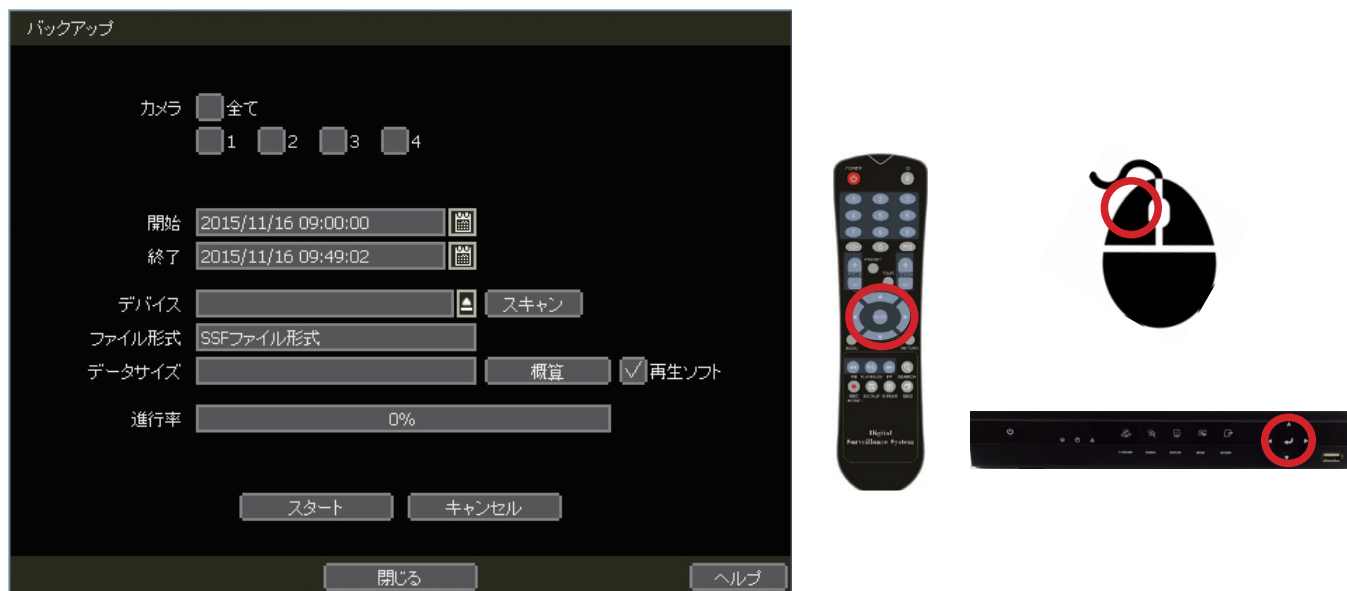 バックアップ
カメラ 全て
1 2 3 4
開始 2015/11/16 09:00:00
終了 2015/11/16 09:49:02
デバイス スキャン
ファイル形式 SSFファイル形式
データサイズ 概算 再生ソフト
進行率 0%
スタート キャンセル
閉じる ヘルプ
POWER
MENU RETURN
Digital
Surveillance System